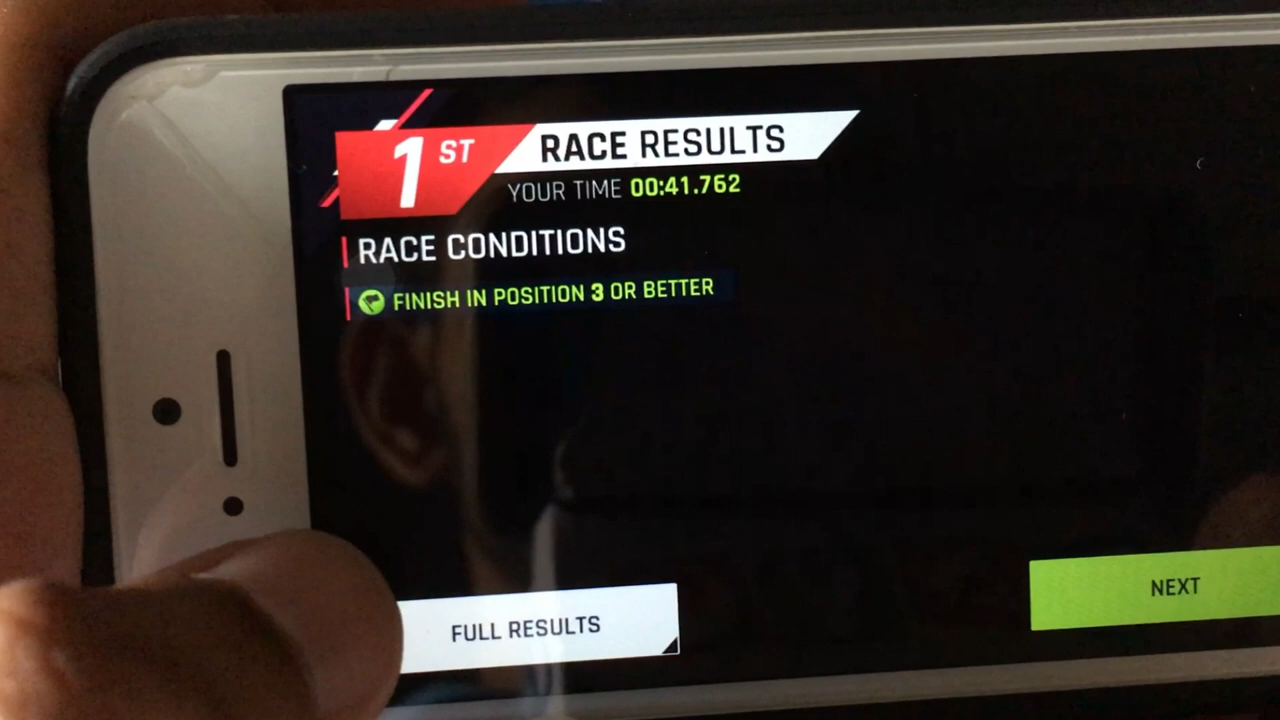 1ST
RACE RESULTS
YOUR TIME 00:41.762
RACE CONDITIONS
FINISH IN POSITION 3 OR BETTER
FULL RESULTS
NEXT